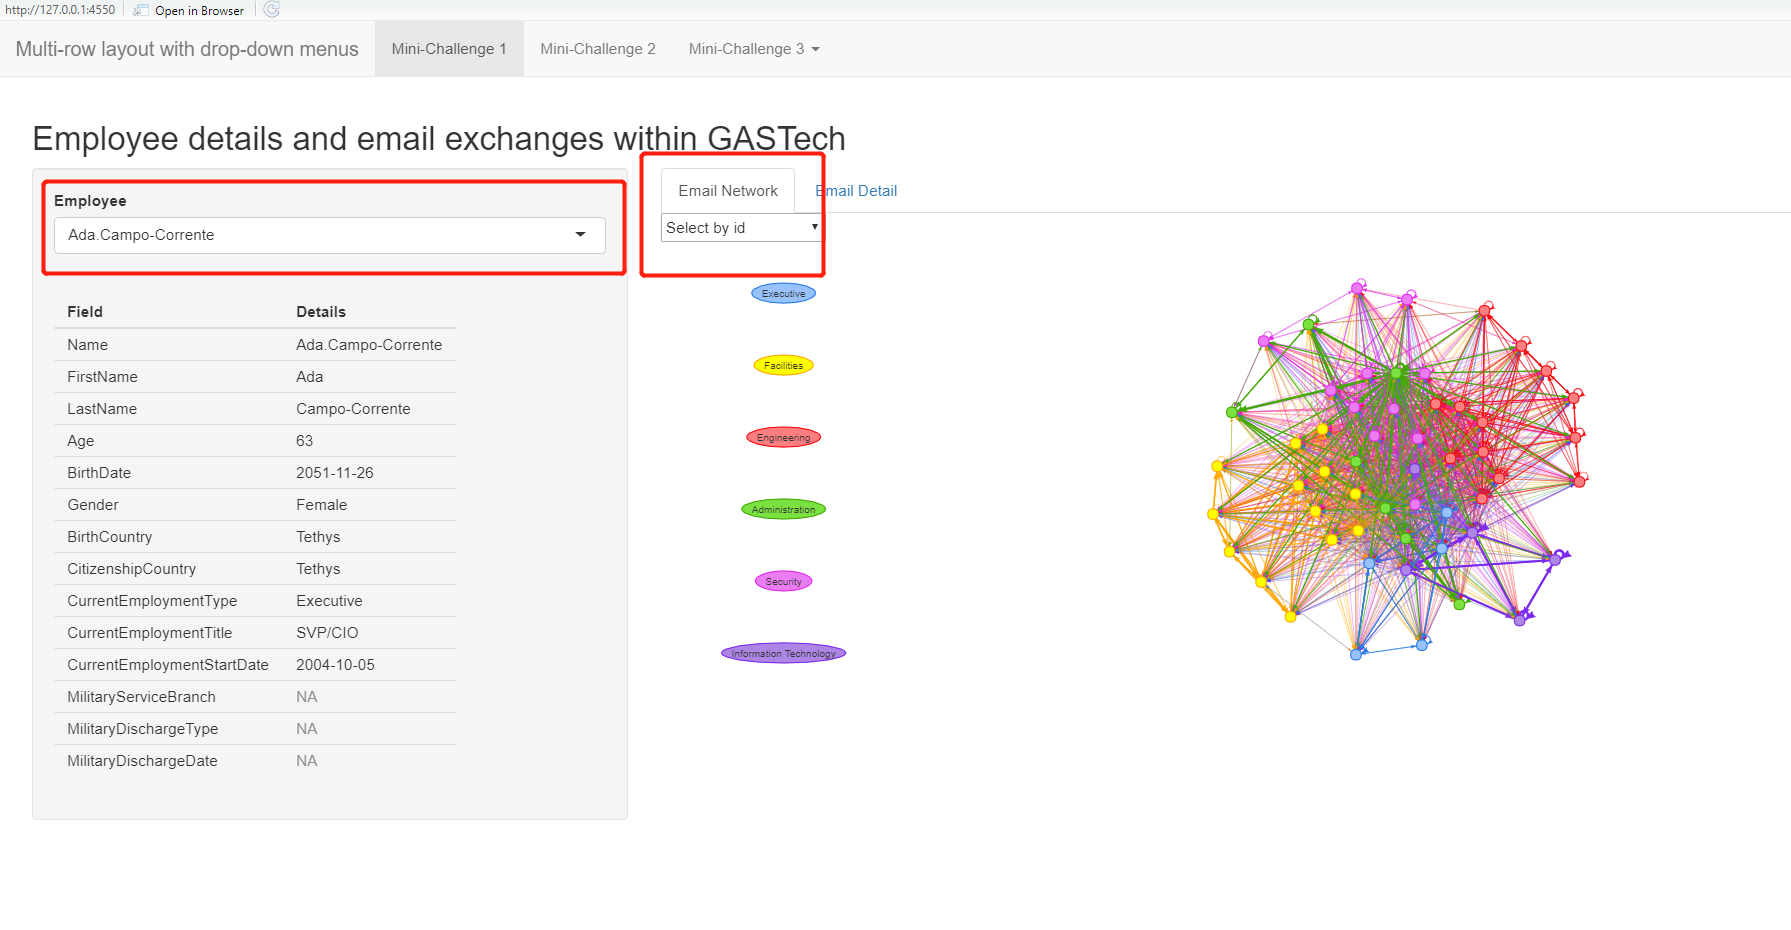 http://127.0.0.1:4550 Open in Browser
Multi-row layout with drop-down menus Mini-Challenge 1 Mini-Challenge 2 Mini-Challenge 3
Employee details and email exchanges within GASTech
Employee
Ada.Campo-Corrente
Field Details
Name Ada.Campo-Corrente
FirstName Ada
LastName Campo-Corrente
Age 63
BirthDate 2051-11-26
Gender Female
BirthCountry Tethys
CitizenshipCountry Tethys
CurrentEmploymentType Executive
CurrentEmploymentTitle SVP/CIO
CurrentEmploymentStartDate 2004-10-05
MilitaryServiceBranch NA
MilitaryDischargeType NA
MilitaryDischargeDate NA
Email Network Email Detail
Select by id
Executive
Facilities
Engineering
Administration
Security
Information Technology